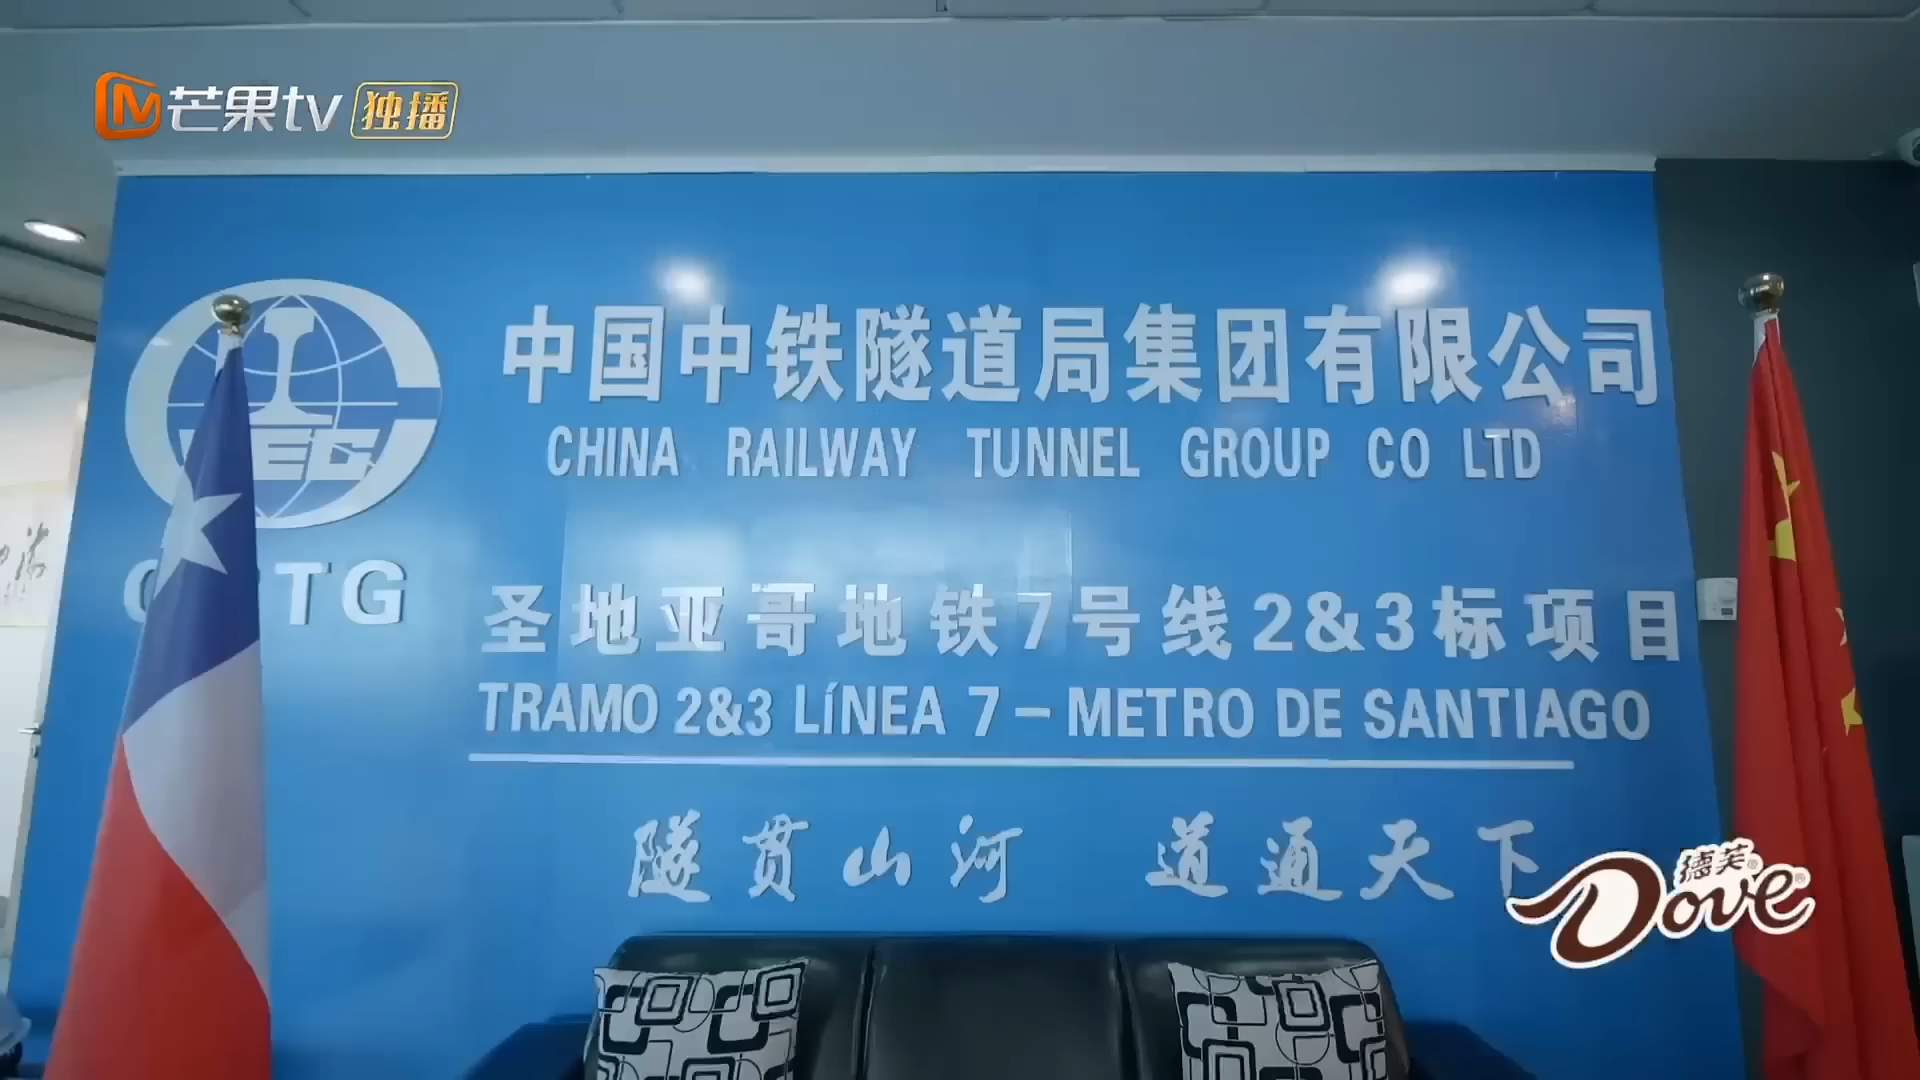 芒果tv 独播
中国中铁隧道局集团有限公司
CHINA RAILWAY TUNNEL GROUP CO LTD
圣地亚哥地铁7号线2&3标项目
TRAMO 2&3 LÍNEA 7 – METRO DE SANTIAGO
隧贯山河 道通天下
德芙
Dove